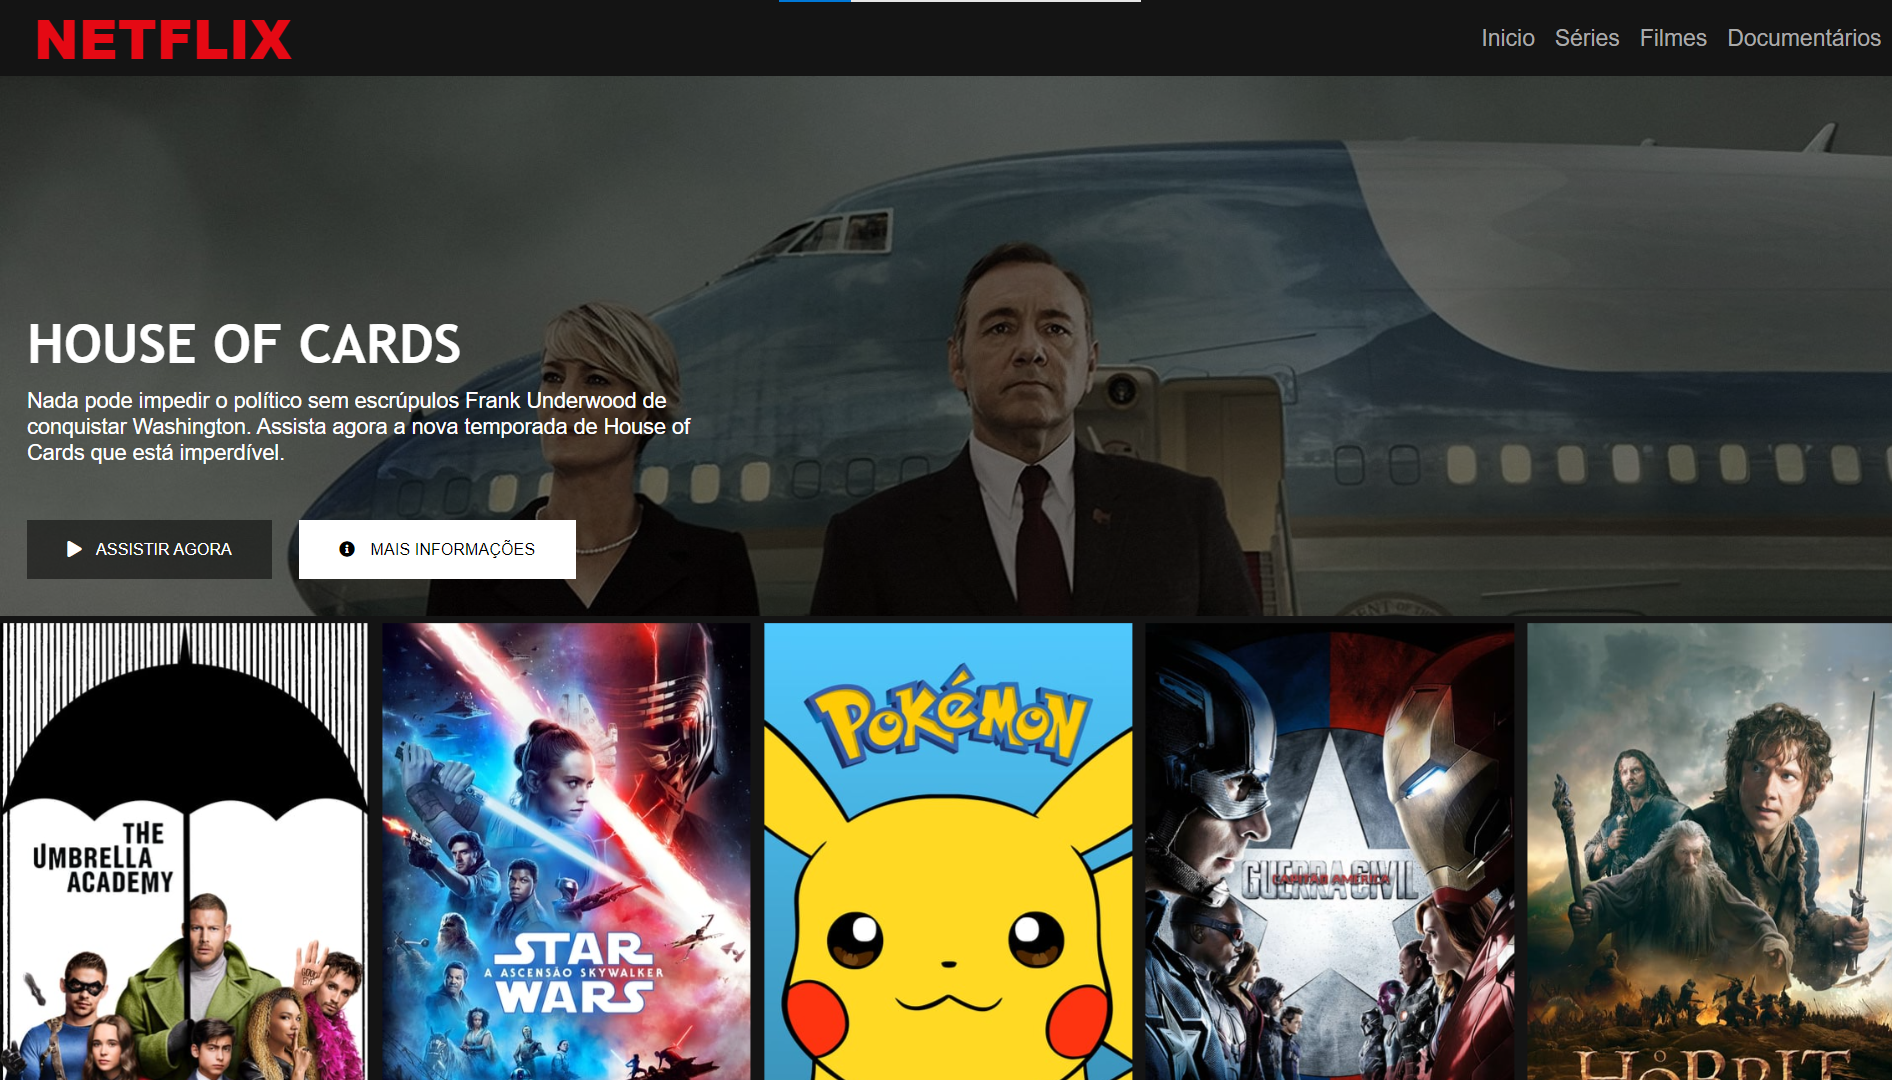 NETFLIX
Inicio Séries Filmes Documentários
HOUSE OF CARDS
Nada pode impedir o político sem escrúpulos Frank Underwood de
conquistar Washington. Assista agora a nova temporada de House of
Cards que está imperdível.
ASSISTIR AGORA
MAIS INFORMAÇÕES
THE
UMBRELLA
ACADEMY
GOOD
BYE
STAR
A ASCENSÃO SKYWALKER
WARS
POKÉMON
GUERRA CIVIL
CAPITÃO AMÉRICA
HOBBIT